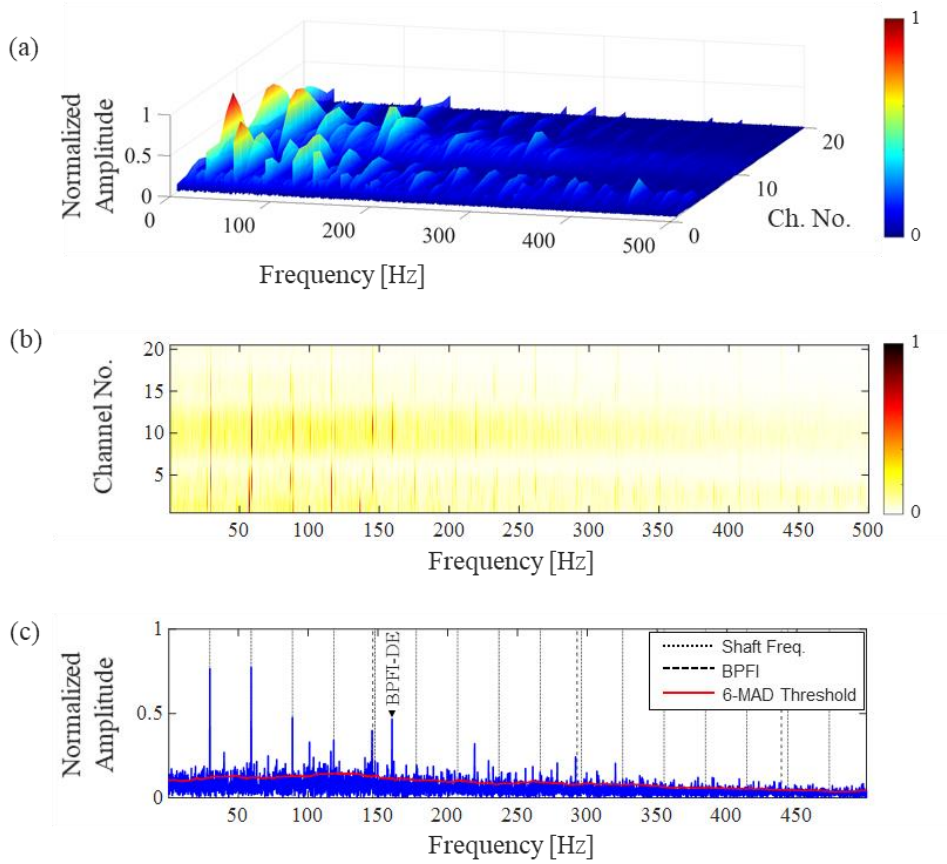 (a)
Normalized
Amplitude
1
0.5
0
0
100
200
300
400
500
0
10
20
Ch. No.
Frequency [Hz]
1
0
(b)
Channel No.
20
15
10
5
50
100
150
200
250
300
350
400
450
500
Frequency [Hz]
1
0
(c)
Normalized
Amplitude
1
0.5
0
BPFI-DE
Shaft Freq.
BPFI
6-MAD Threshold
50
100
150
200
250
300
350
400
450
Frequency [Hz]